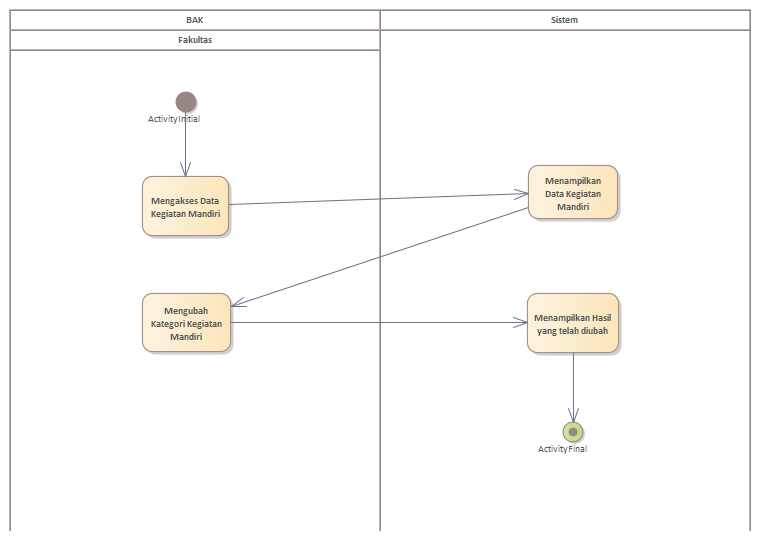 BAK
Sistem
Fakultas
ActivityInitial
Mengakses Data
Kegiatan Mandiri
Menampilkan
Data Kegiatan
Mandiri
Mengubah
Kategori Kegiatan
Mandiri
Menampilkan Hasil
yang telah diubah
ActivityFinal